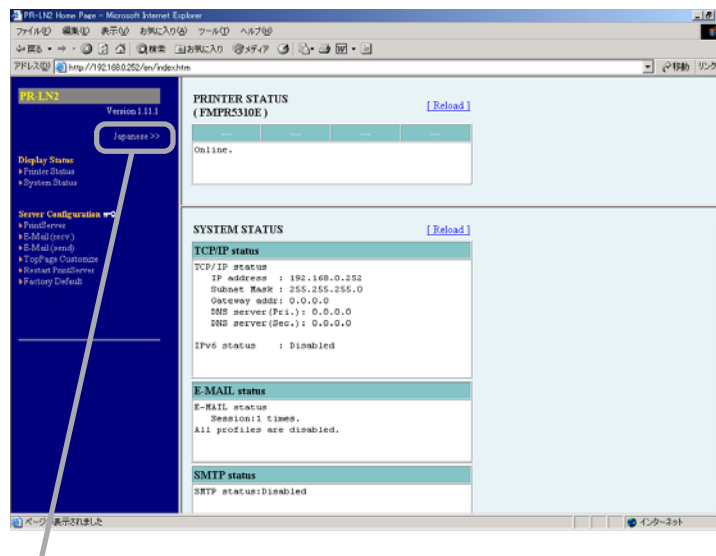 PR-LN2 Home Page - Microsoft Internet Explorer
ファイル(F) 編集(E) 表示(V) お気に入り(A) ツール(T) ヘルプ(H)
戻る 検索 お気に入り メディア
アドレス(D) http://192.168.0.252/en/index.htm 移動 リンク
PR-LN2
Version 1.11.1
Japanese >>
Display Status
Printer Status
System Status
Server Configuration
PrintServer
E-Mail (recv)
E-Mail (send)
TopPage Customize
Restart PrintServer
Factory Default
PRINTER STATUS
( FMPR5310E )
[ Reload ]
--- --- --- ---
Online.
SYSTEM STATUS
[ Reload ]
TCP/IP status
TCP/IP status
IP address : 192.168.0.252
Subnet Mask : 255.255.255.0
Gateway addr: 0.0.0.0
DNS server(Pri.): 0.0.0.0
DNS server(Sec.): 0.0.0.0
IPv6 status : Disabled
E-MAIL status
E-MAIL status
Session:1 times.
All profiles are disabled.
SMTP status
SMTP status:Disabled
ページ 表示されました
インターネット